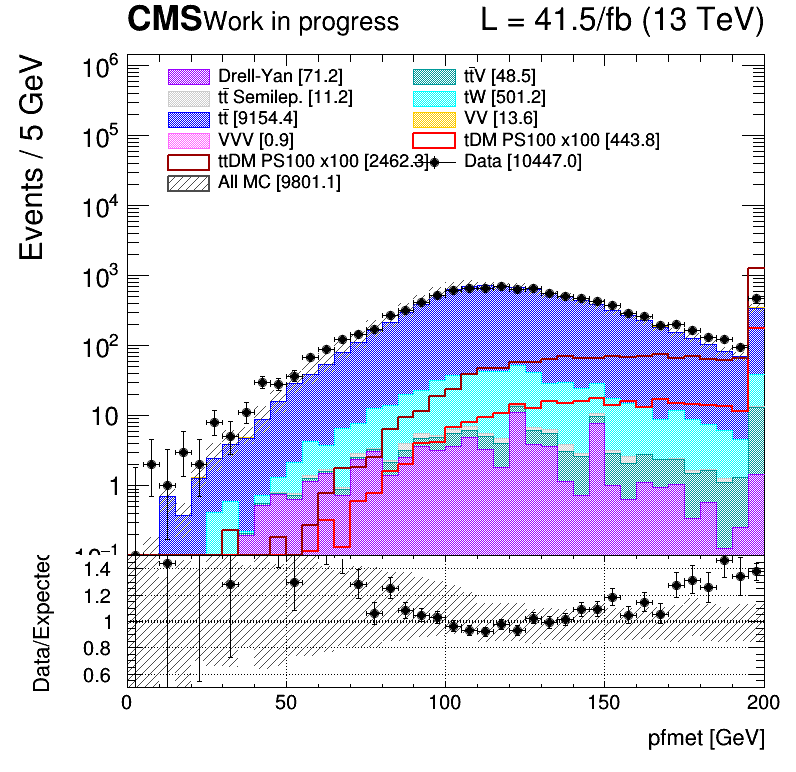 CMS Work in progress L = 41.5/fb (13 TeV)
Events / 5 GeV
Drell-Yan [71.2] tt̄V [48.5]
tt̄ Semilep. [11.2] tW [501.2]
tt̄ [9154.4] VV [13.6]
VVV [0.9] tDM PS100 x100 [443.8]
ttDM PS100 x100 [2462.3] Data [10447.0]
All MC [9801.1]
10⁶
10⁵
10⁴
10³
10²
10
1
10⁻¹
Data/Expected
1.4
1.2
1
0.8
0.6
0 50 100 150 200
pfmet [GeV]